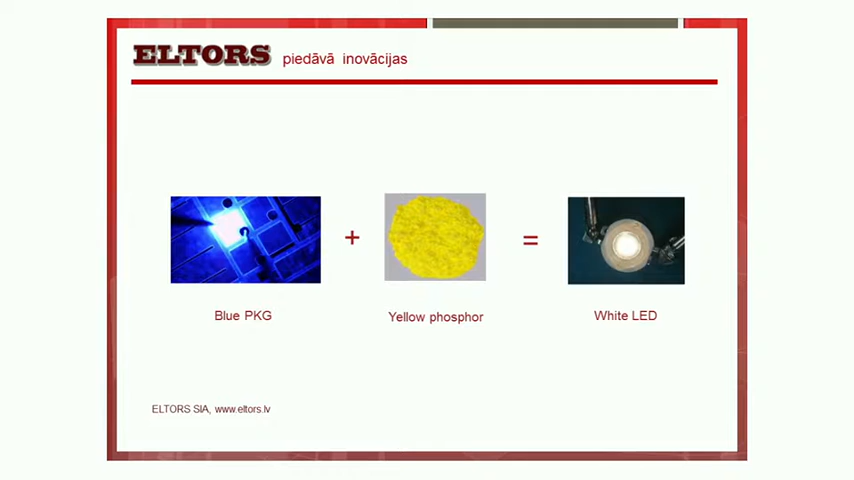 ELTORS piedāvā inovācijas
+ =
Blue PKG Yellow phosphor White LED
ELTORS SIA, www.eltors.lv